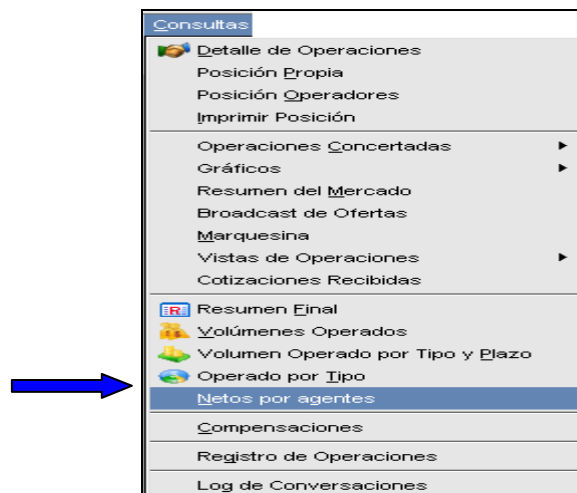 Consultas
Detalle de Operaciones
Posición Propia
Posición Operadores
Imprimir Posición
Operaciones Concertadas
Gráficos
Resumen del Mercado
Broadcast de Ofertas
Marquesina
Vistas de Operaciones
Cotizaciones Recibidas
R Resumen Final
Volúmenes Operados
Volumen Operado por Tipo y Plazo
Operado por Tipo
Netos por agentes
Compensaciones
Registro de Operaciones
Log de Conversaciones